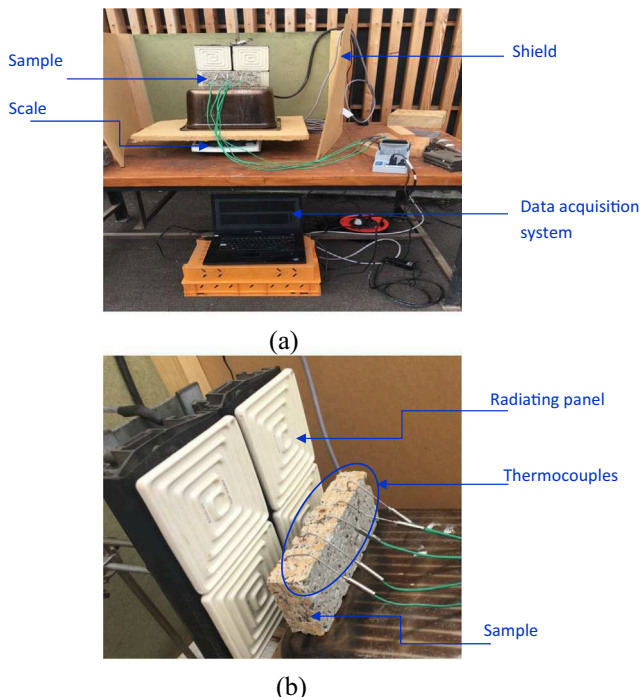 Sample
Shield
Scale
Data acquisition
system
(a)
Radiating panel
Thermocouples
Sample
(b)